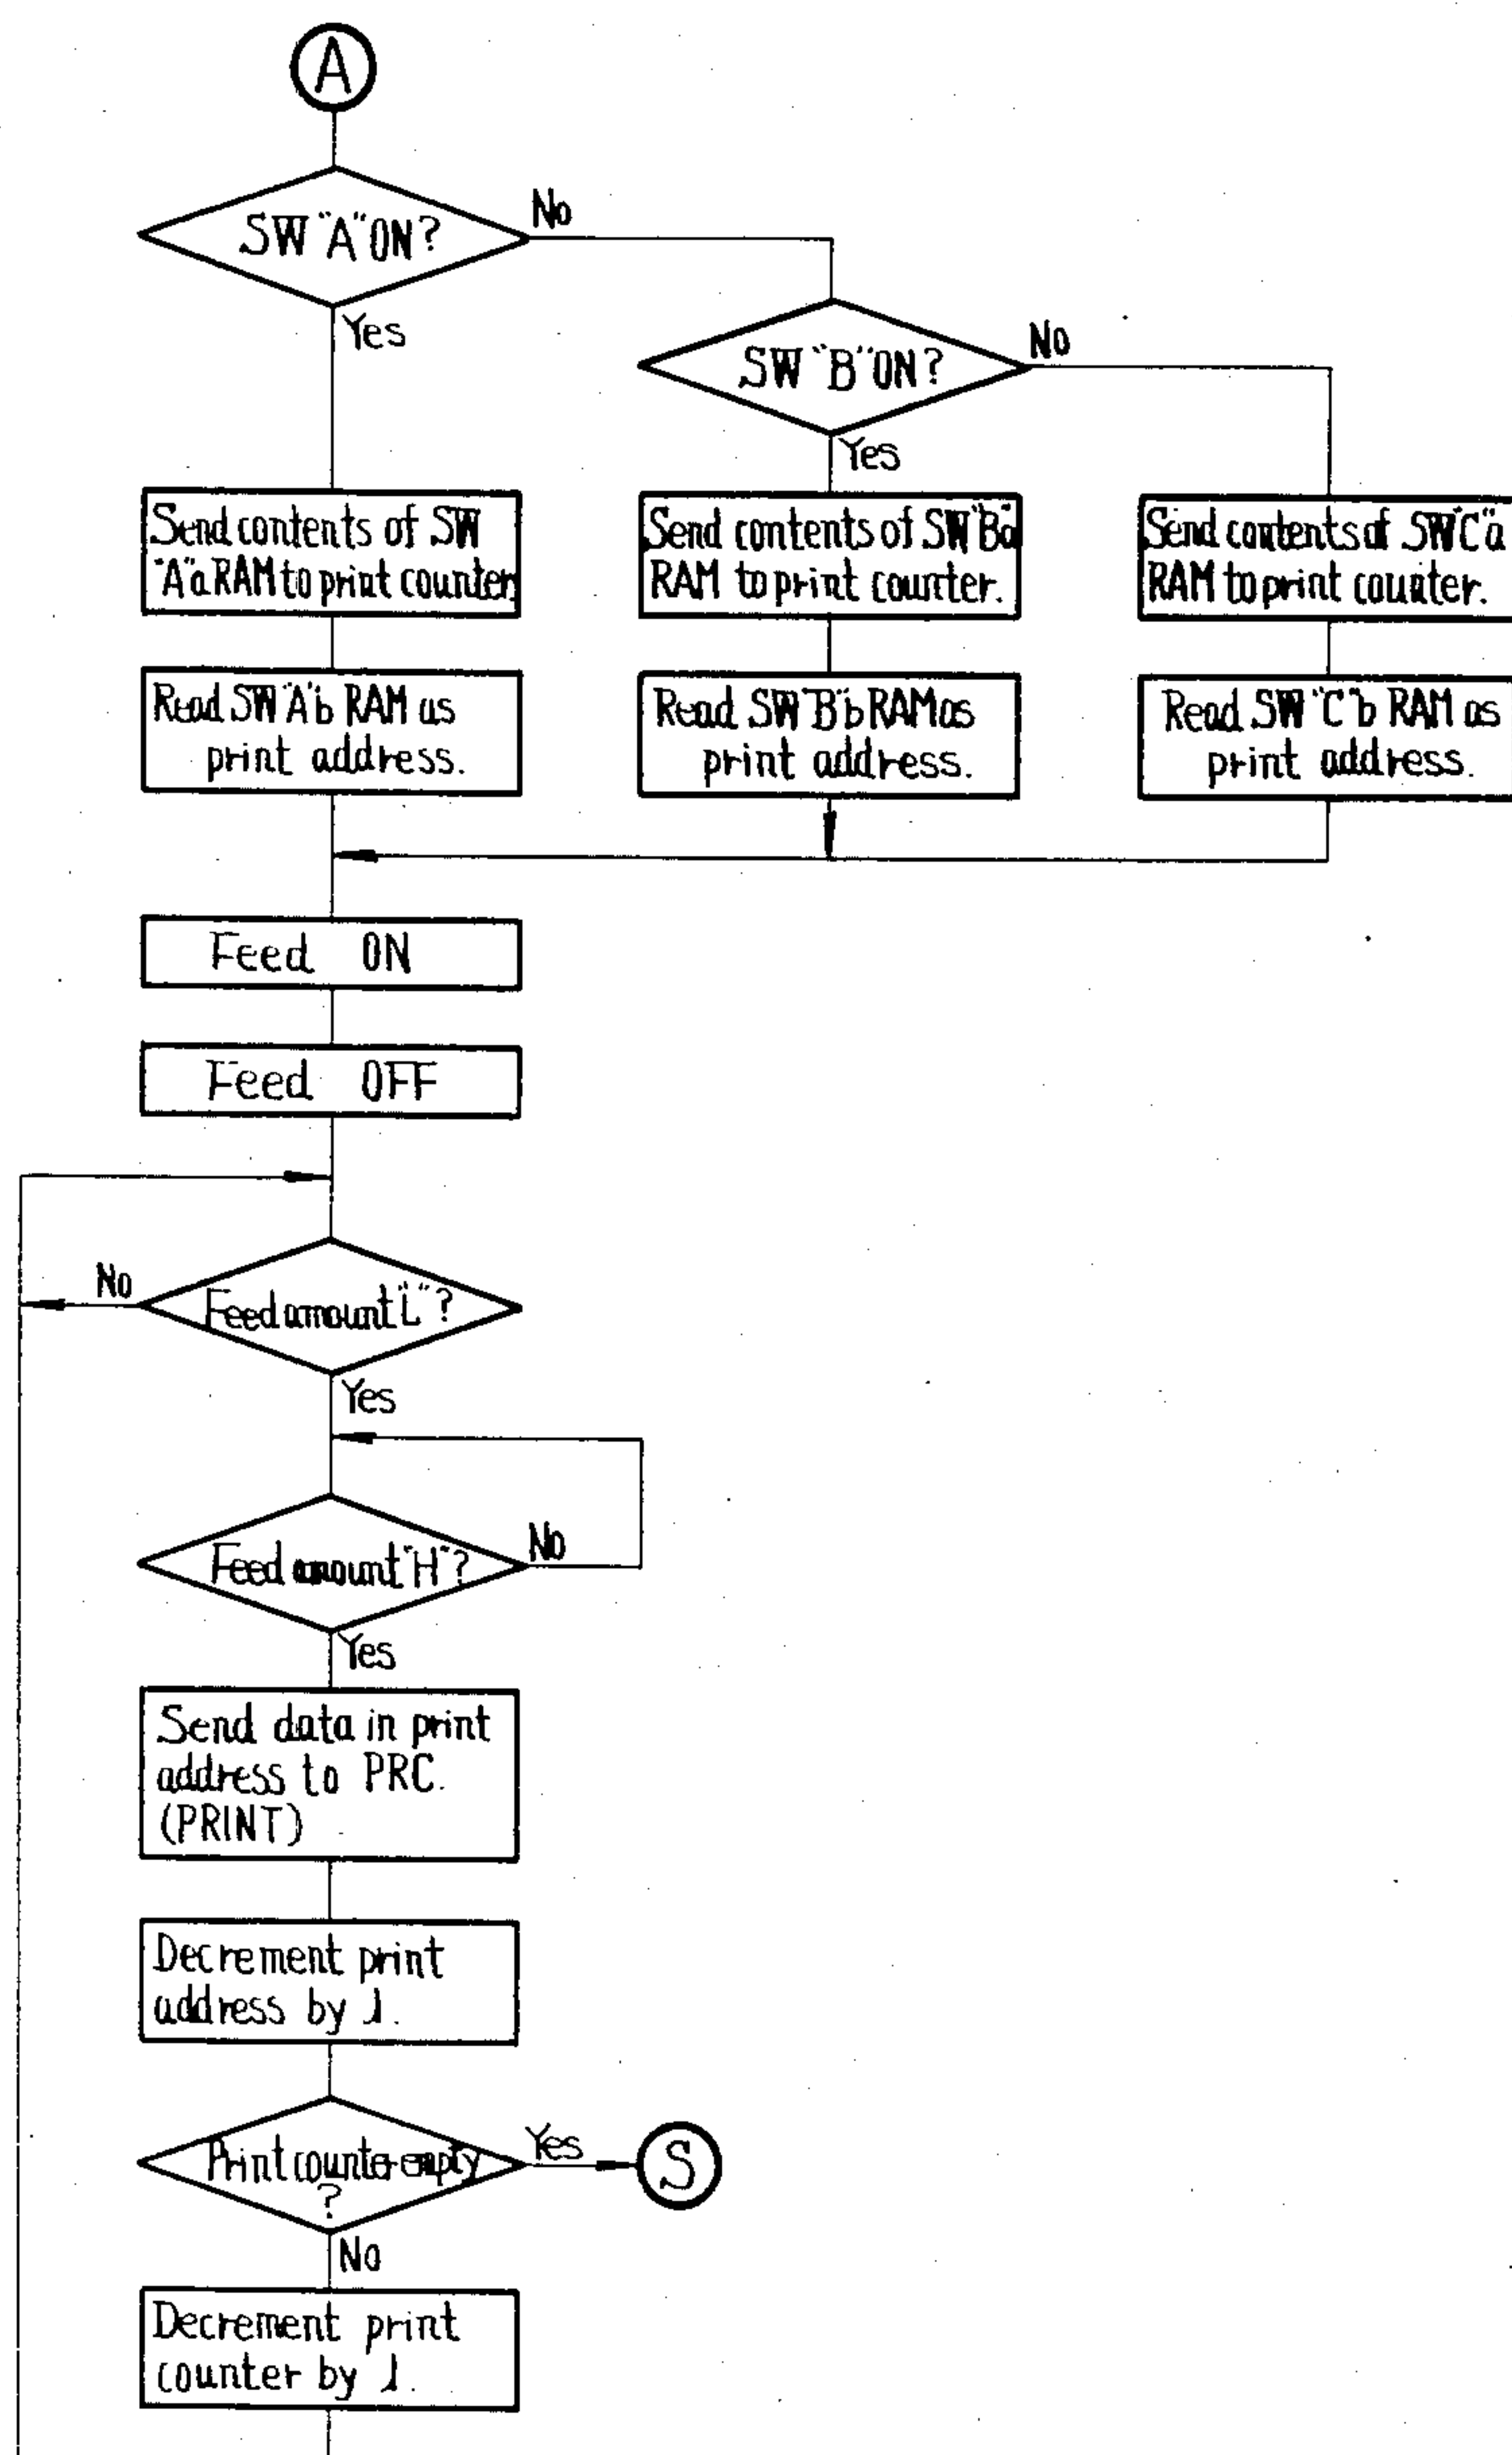 A
SW "A" ON?
No
Yes
SW "B" ON?
No
Yes
Send contents of SW
"A"a RAM to print counter.
Send contents of SW "B"a
RAM to print counter.
Send contents of SW "C"a
RAM to print counter.
Read SW "A"b RAM as
print address.
Read SW "B"b RAM as
print address.
Read SW "C"b RAM as
print address.
Feed ON
Feed OFF
No
Feed amount "L" ?
Yes
Feed amount "H" ?
No
Yes
Send data in print
address to PRC.
(PRINT)
Decrement print
address by 1.
Print counter empty
?
Yes
S
No
Decrement print
counter by 1.